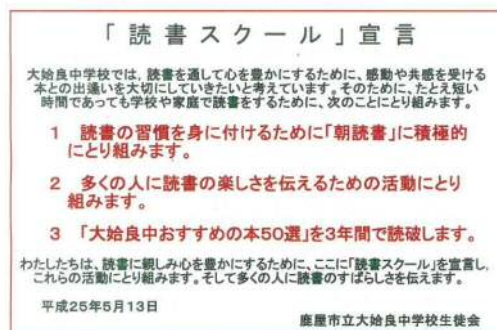 「読書スクール」宣言
大姶良中学校では、読書を通して心を豊かにするために、感動や共感を受ける
本との出逢いを大切にしていきたいと考えています。そのために、たとえ短い
時間であっても学校や家庭で読書をするために、次のことにとり組みます。
1 読書の習慣を身に付けるために「朝読書」に積極的
にとり組みます。
2 多くの人に読書の楽しさを伝えるための活動にとり
組みます。
3 「大姶良中おすすめの本50選」を3年間で読破します。
わたしたちは、読書に親しみ心を豊かにするために、ここに「読書スクール」を宣言し、
これらの活動にとり組みます。そして多くの人に読書のすばらしさを伝えます。
平成25年5月13日
鹿屋市立大姶良中学校生徒会